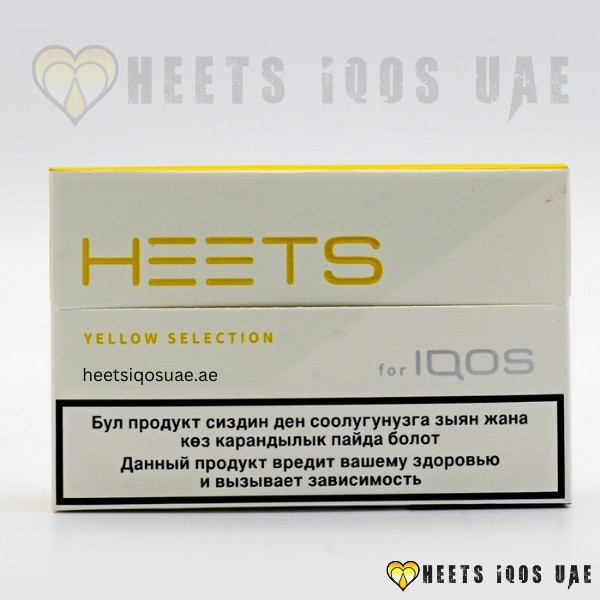 HEETS iQOS UAE
HEETS
YELLOW SELECTION
for IQOS
heetsiqosuae.ae
Бул продукт сиздин ден соолугунузга зыян жана
көз карандылык пайда болот
Данный продукт вредит вашему здоровью
и вызывает зависимость
HEETS iQOS UAE